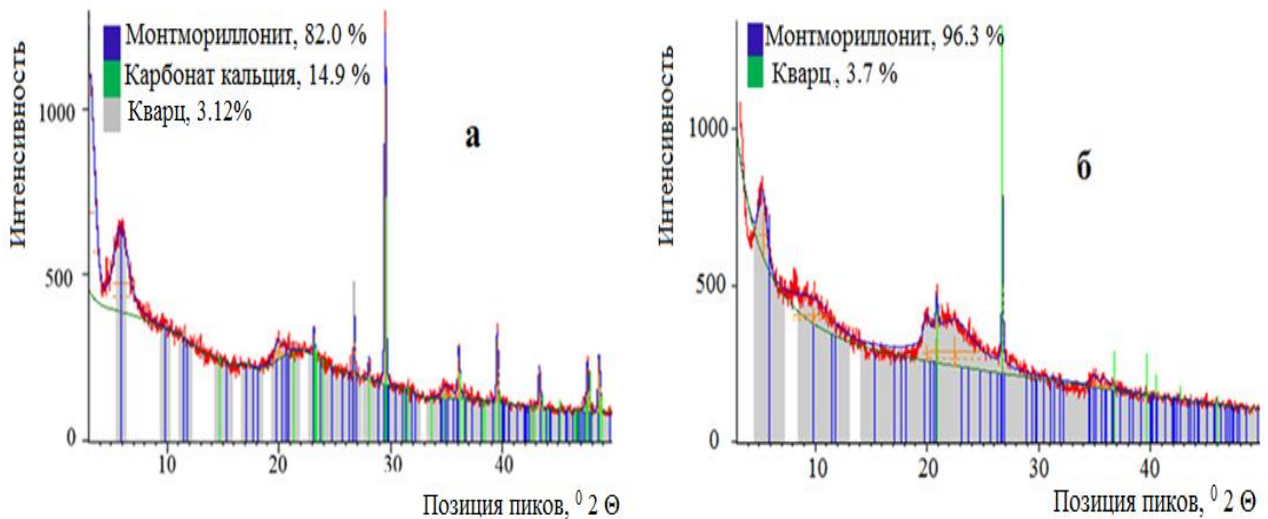 Монтмориллонит, 82.0 %
Карбонат кальция, 14.9 %
Кварц, 3.12%
а
Интенсивность
1000
500
0
10 20 30 40
Позиция пиков, ⁰ 2 Θ
Монтмориллонит, 96.3 %
Кварц , 3.7 %
б
Интенсивность
1000
500
0
10 20 30 40
Позиция пиков, ⁰ 2 Θ